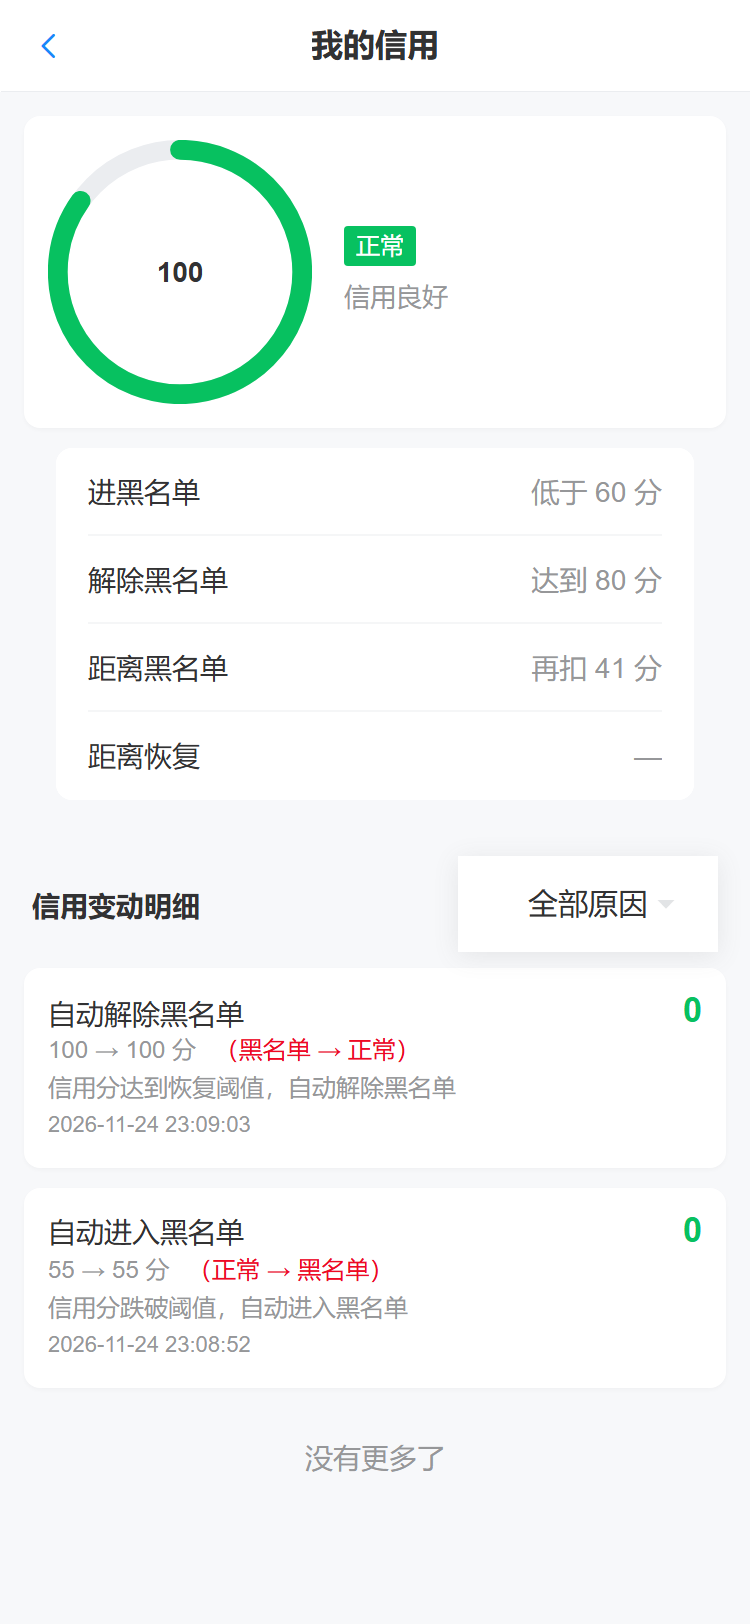 我的信用
100
正常
信用良好
进黑名单 低于 60 分
解除黑名单 达到 80 分
距离黑名单 再扣 41 分
距离恢复 —
信用变动明细 全部原因
自动解除黑名单 0
100 → 100 分 （黑名单 → 正常）
信用分达到恢复阈值，自动解除黑名单
2026-11-24 23:09:03
自动进入黑名单 0
55 → 55 分 （正常 → 黑名单）
信用分跌破阈值，自动进入黑名单
2026-11-24 23:08:52
没有更多了